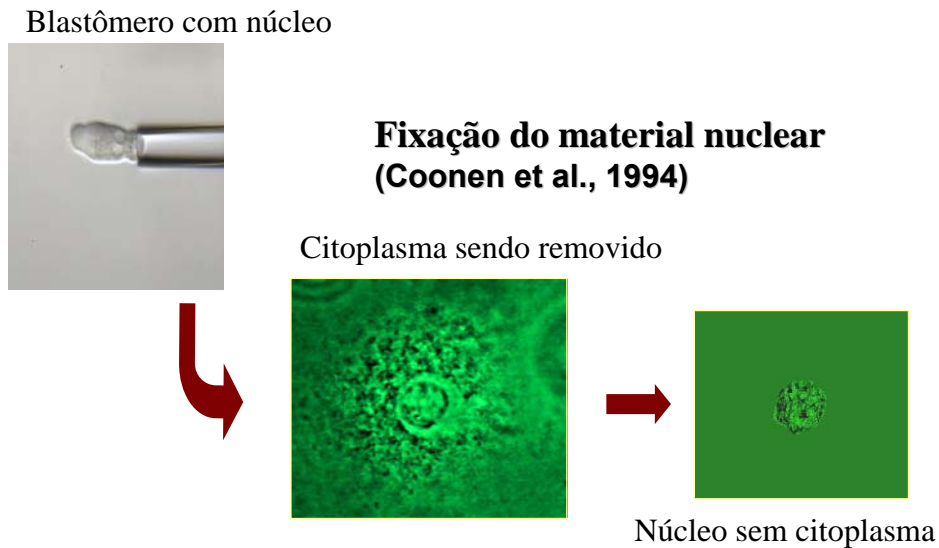 Blastômero com núcleo
Fixação do material nuclear
(Coonen et al., 1994)
Citoplasma sendo removido
Núcleo sem citoplasma